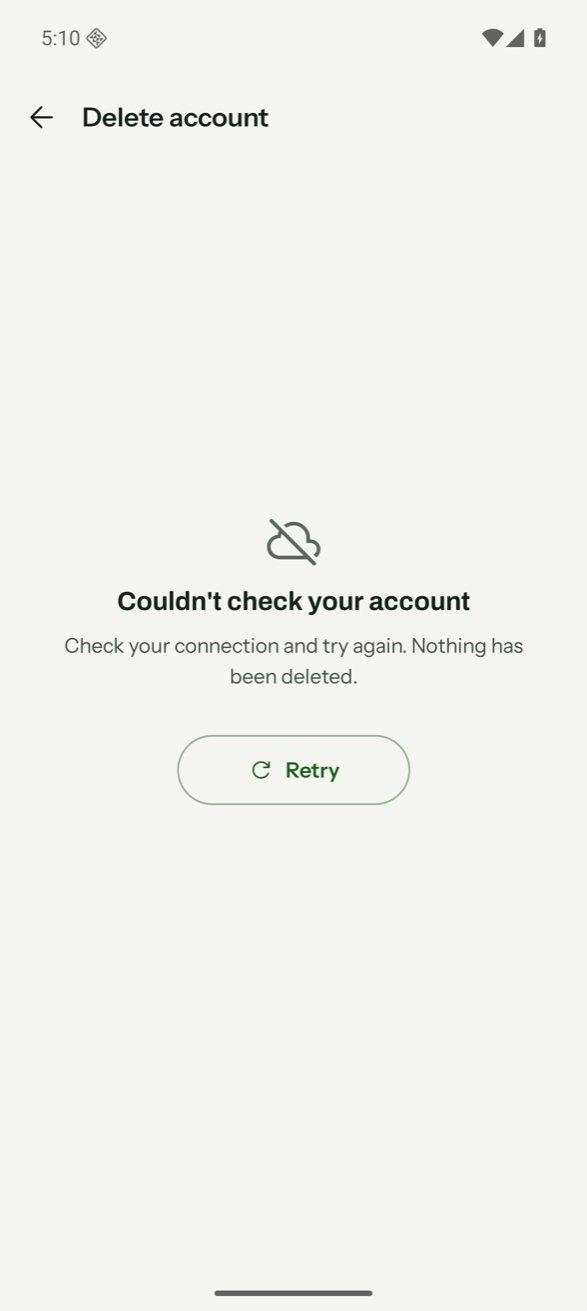 5:10
Delete account
Couldn't check your account
Check your connection and try again. Nothing has
been deleted.
Retry